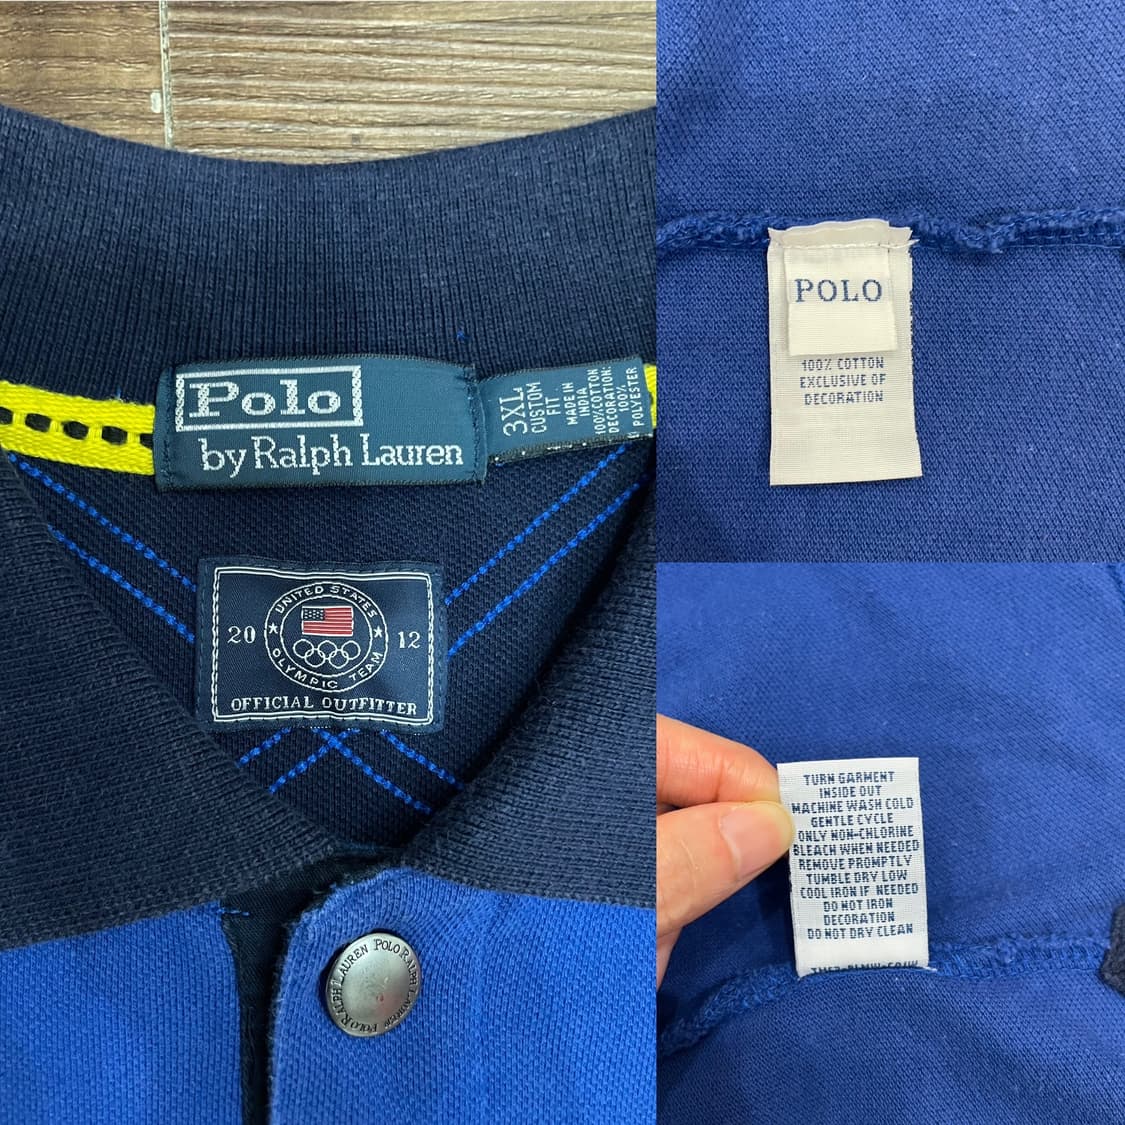 Polo
by Ralph Lauren
3XL
CUSTOM
FIT
MADE IN
INDIA
100% COTTON
DECORATION:
100%
POLYESTER
UNITED STATES
20 12
OLYMPIC TEAM
OFFICIAL OUTFITTER
POLO RALPH LAUREN POLO RALPH LAUREN
POLO
100% COTTON
EXCLUSIVE OF
DECORATION
TURN GARMENT
INSIDE OUT
MACHINE WASH COLD
GENTLE CYCLE
ONLY NON-CHLORINE
BLEACH WHEN NEEDED
REMOVE PROMPTLY
TUMBLE DRY LOW
COOL IRON IF NEEDED
DO NOT IRON
DECORATION
DO NOT DRY CLEAN